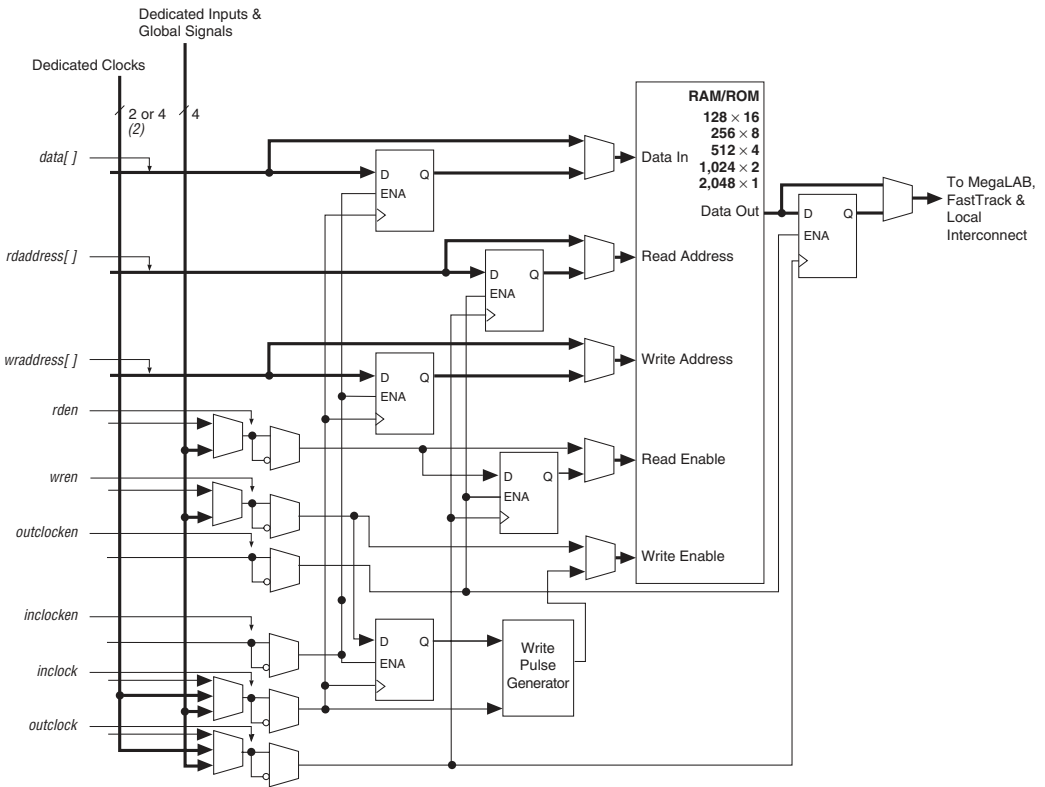 Dedicated Inputs &
Global Signals
Dedicated Clocks
2 or 4
(2)
4
data[ ]
rdaddress[ ]
wraddress[ ]
rden
wren
outclocken
inclocken
inclock
outclock
D Q
ENA
D Q
ENA
D Q
ENA
D Q
ENA
D Q
ENA
Write
Pulse
Generator
RAM/ROM
128 × 16
256 × 8
512 × 4
1,024 × 2
2,048 × 1
Data In
Data Out
Read Address
Write Address
Read Enable
Write Enable
D Q
ENA
To MegaLAB,
FastTrack &
Local
Interconnect